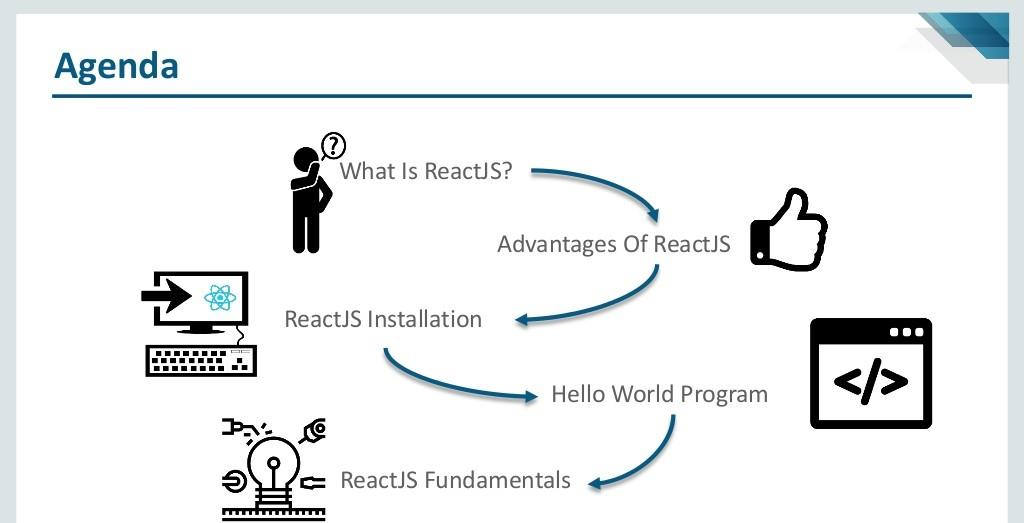 Agenda
?
What Is ReactJS?
Advantages Of ReactJS
ReactJS Installation
</>
Hello World Program
ReactJS Fundamentals